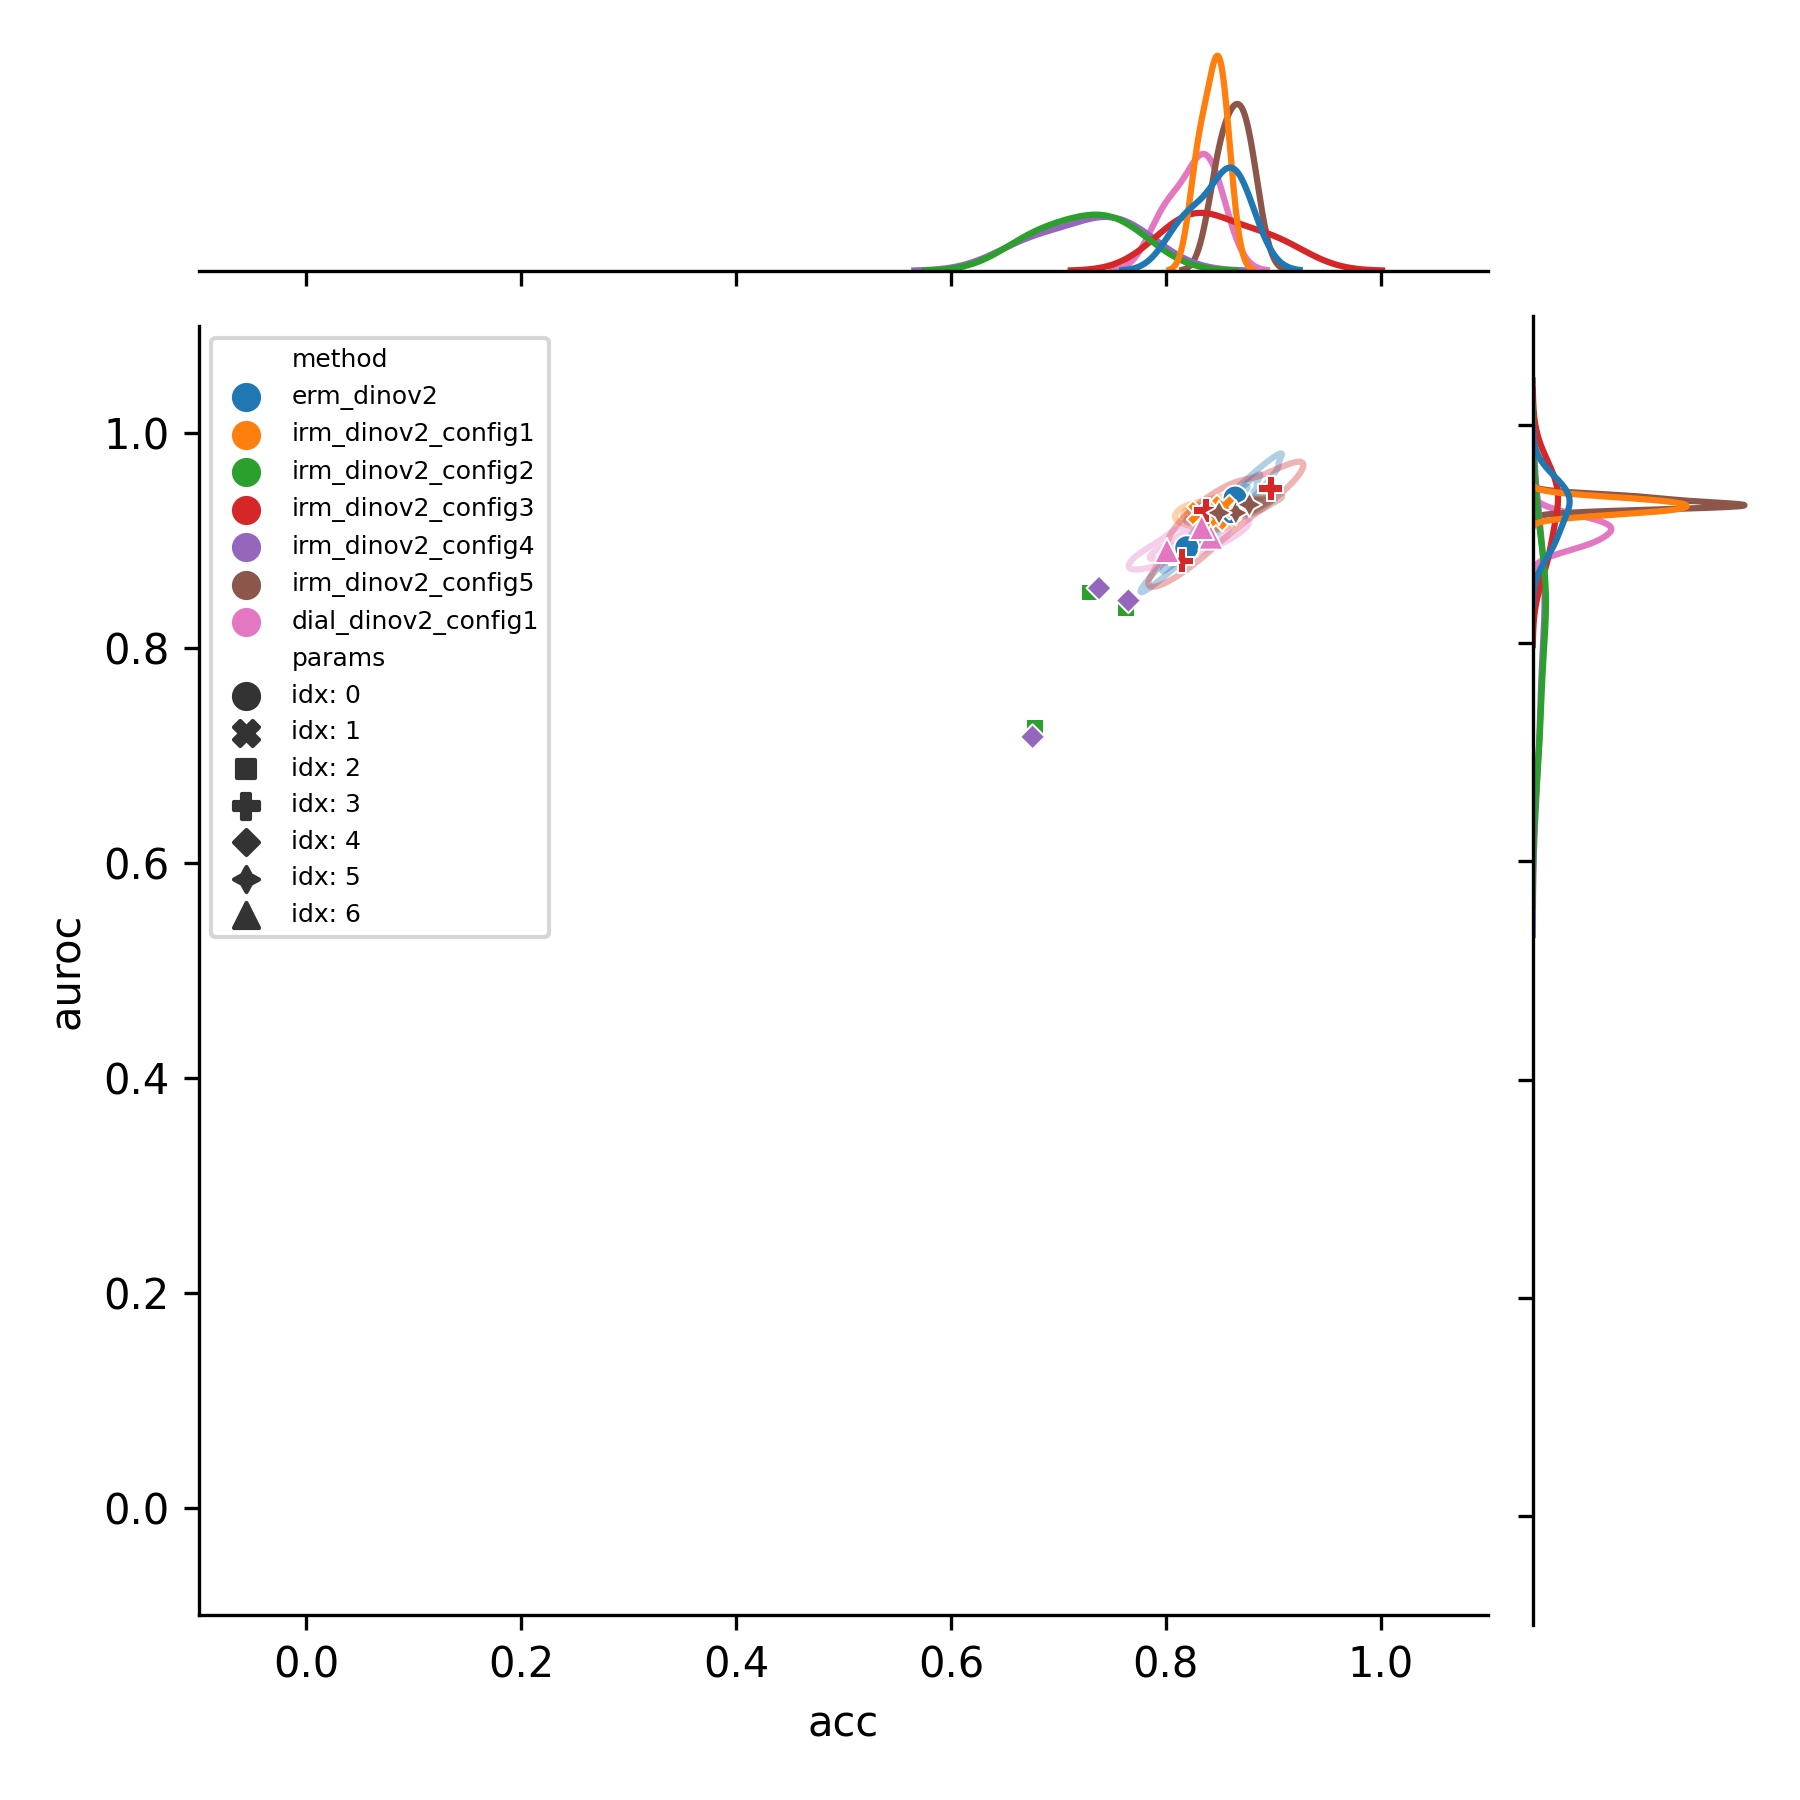 method
erm_dinov2
irm_dinov2_config1
irm_dinov2_config2
irm_dinov2_config3
irm_dinov2_config4
irm_dinov2_config5
dial_dinov2_config1
params
idx: 0
idx: 1
idx: 2
idx: 3
idx: 4
idx: 5
idx: 6
auroc
1.0
0.8
0.6
0.4
0.2
0.0
0.0 0.2 0.4 0.6 0.8 1.0
acc